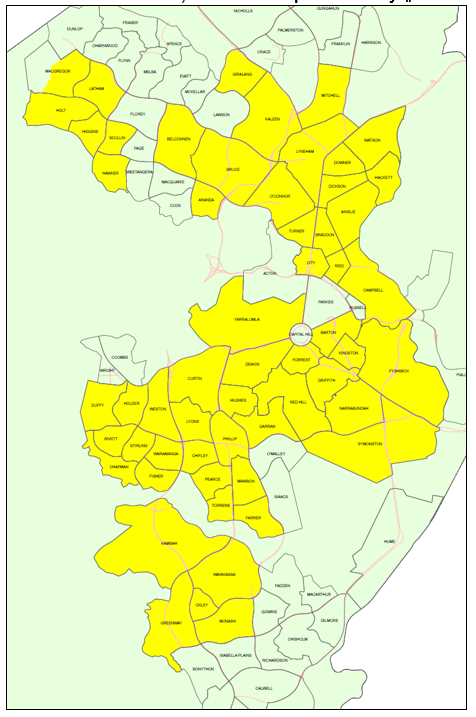 NICHOLLS
GUNGAHLIN
FRASER
DUNLOP
PALMERSTON
CHARNWOOD
SPENCE
FRANKLIN
HARRISON
CRACE
FLYNN
MACGREGOR
MELBA
EVATT
GIRALANG
LATHAM
MCKELLAR
MITCHELL
HOLT
FLOREY
LAWSON
KALEEN
HIGGINS
SCULLIN
BELCONNEN
WATSON
PAGE
LYNEHAM
DOWNER
BRUCE
HAWKER
WEETANGERA
MACQUARIE
HACKETT
DICKSON
O'CONNOR
ARANDA
COOK
AINSLIE
TURNER
BRADDON
CITY
REID
ACTON
CAMPBELL
PARKES
RUSSELL
YARRALUMLA
CAPITAL HILL
BARTON
KINGSTON
COOMBS
FORREST
DEAKIN
WRIGHT
FYSHWICK
CURTIN
GRIFFITH
DUFFY
HOLDER
HUGHES
RED HILL
WESTON
NARRABUNDAH
LYONS
GARRAN
RIVETT
STIRLING
PHILLIP
SYMONSTON
WARAMANGA
CHIFLEY
O'MALLEY
CHAPMAN
FISHER
PEARCE
MAWSON
ISAACS
TORRENS
FARRER
KAMBAH
HUME
WANNIASSA
FADDEN
MACARTHUR
OXLEY
GOWRIE
GREENWAY
MONASH
GILMORE
CHISHOLM
ISABELLA PLAINS
RICHARDSON
BONYTHON
CALWELL